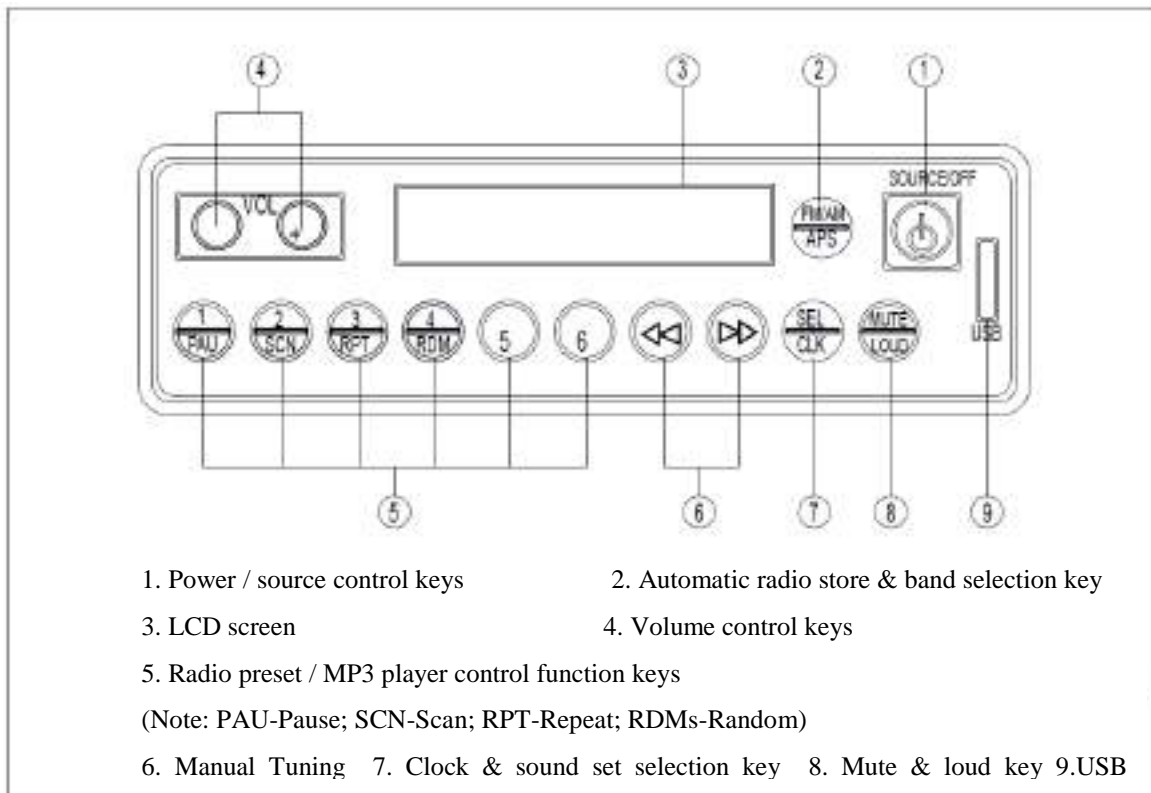 ④ ③ ② ①
SOURCE/OFF
VOL FM/AM
APS
1 2 3 4 SEL MUTE
PAU SCN RPT RDM 5 6 CLK LOUD USB
⑤ ⑥ ⑦ ⑧ ⑨
1. Power / source control keys 2. Automatic radio store & band selection key
3. LCD screen 4. Volume control keys
5. Radio preset / MP3 player control function keys
(Note: PAU-Pause; SCN-Scan; RPT-Repeat; RDMs-Random)
6. Manual Tuning 7. Clock & sound set selection key 8. Mute & loud key 9.USB